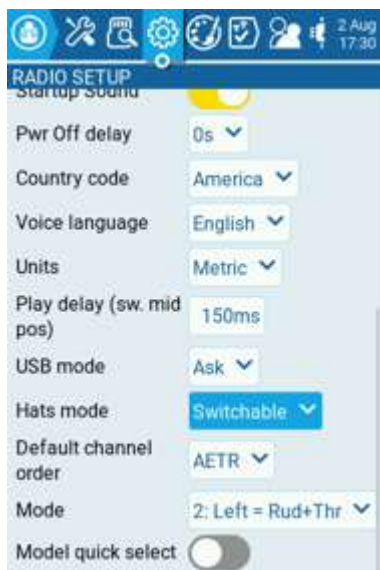 2 Aug
17:30
RADIO SETUP
Startup Sound
Pwr Off delay
0s
Country code
America
Voice language
English
Units
Metric
Play delay (sw. mid
pos)
150ms
USB mode
Ask
Hats mode
Switchable
Default channel
order
AETR
Mode
2: Left = Rud+Thr
Model quick select